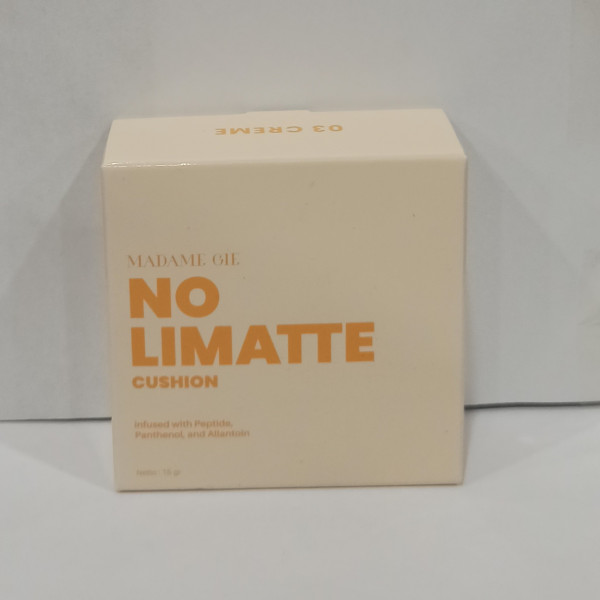 03 CREME
MADAME GIE
NO
LIMATTE
CUSHION
Infused with Peptide,
Panthenol, and Allantoin